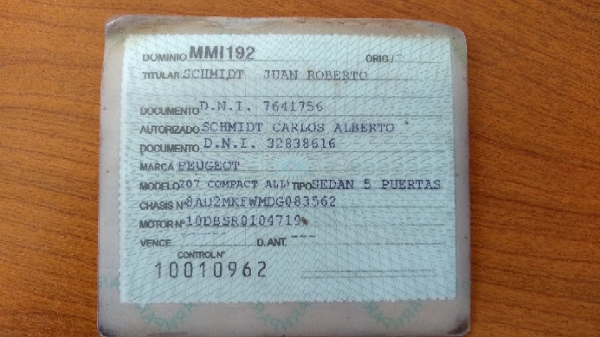 DOMINIO MMI192 ORIG./
TITULAR SCHMIDT JUAN ROBERTO
DOCUMENTO D.N.I. 7641756
AUTORIZADO SCHMIDT CARLOS ALBERTO
DOCUMENTO D.N.I. 32838616
MARCA PEUGEOT
MODELO 207 COMPACT ALL TIPO SEDAN 5 PUERTAS
CHASIS Nº 8AD2MKFWMDG083562
MOTOR Nº 10DBSR0104719
VENCE --- D.ANT. ---
CONTROL Nº
10010962